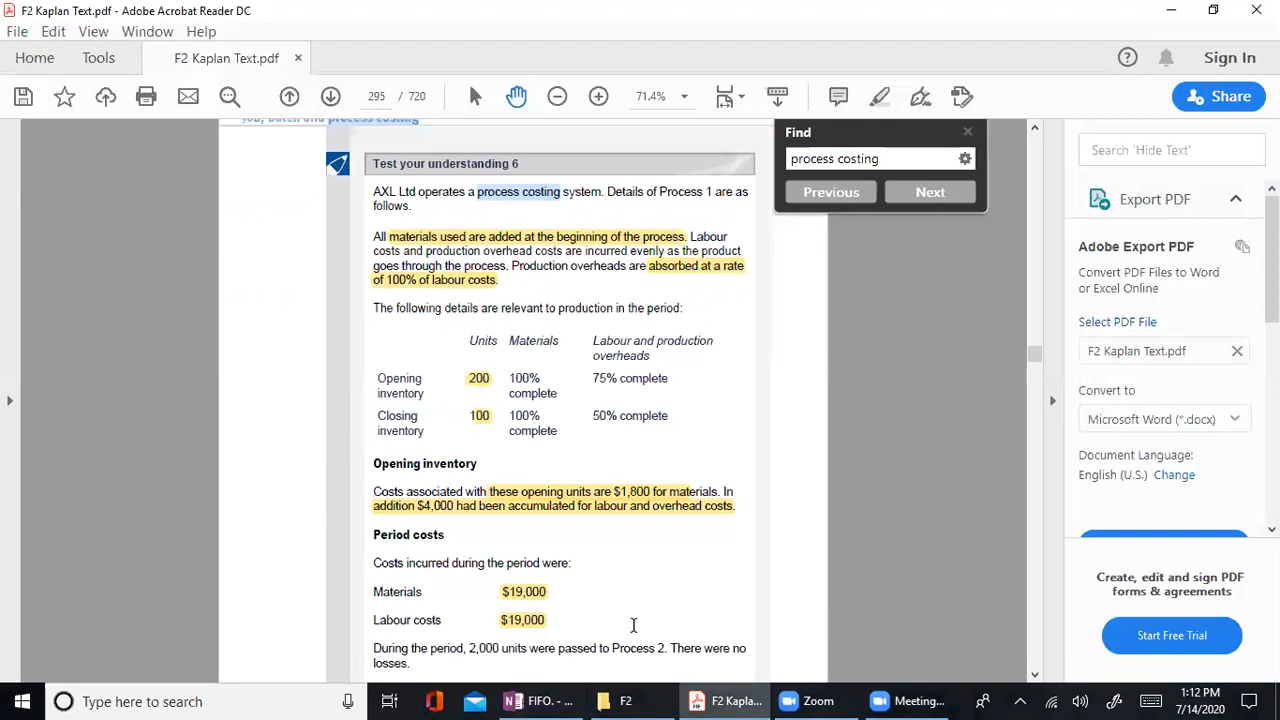 F2 Kaplan Text.pdf - Adobe Acrobat Reader DC
File Edit View Window Help
Home Tools F2 Kaplan Text.pdf × Sign In
295 / 720 71.4% Share
job, batch and process costing
Find
process costing
Previous Next
Test your understanding 6
AXL Ltd operates a process costing system. Details of Process 1 are as
follows.
All materials used are added at the beginning of the process. Labour
costs and production overhead costs are incurred evenly as the product
goes through the process. Production overheads are absorbed at a rate
of 100% of labour costs.
The following details are relevant to production in the period:
Units Materials Labour and production
overheads
Opening 200 100% 75% complete
inventory complete
Closing 100 100% 50% complete
inventory complete
Opening inventory
Costs associated with these opening units are $1,800 for materials. In
addition $4,000 had been accumulated for labour and overhead costs.
Period costs
Costs incurred during the period were:
Materials $19,000
Labour costs $19,000
During the period, 2,000 units were passed to Process 2. There were no
losses.
Search 'Hide Text'
Export PDF
Adobe Export PDF
Convert PDF Files to Word
or Excel Online
Select PDF File
F2 Kaplan Text.pdf
Convert to
Microsoft Word (*.docx)
Document Language:
English (U.S.) Change
Create, edit and sign PDF
forms & agreements
Start Free Trial
Type here to search
FIFO. - ...
F2
F2 Kapla...
Zoom
Meeting...
1:12 PM
7/14/2020